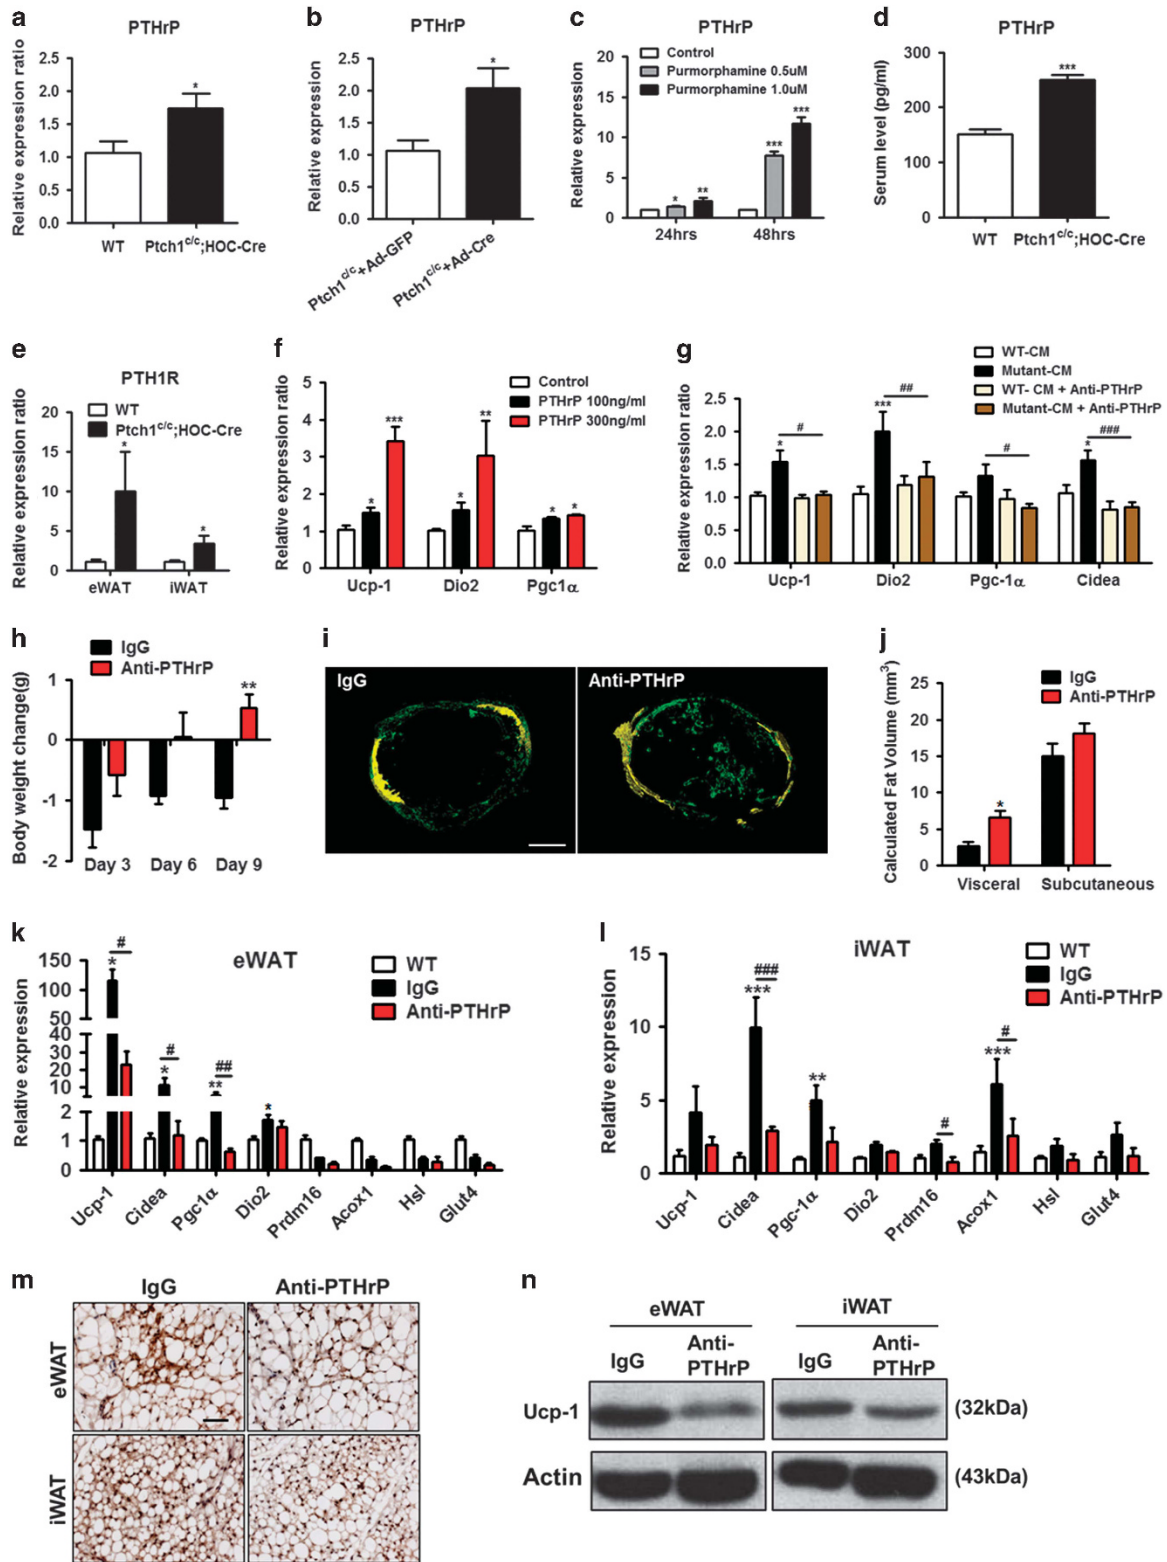 a
PTHrP
Relative expression ratio
2.5
2.0
1.5
1.0
0.5
0.0
*
WT
Ptch1c/c;HOC-Cre
b
PTHrP
Relative expression
2.5
2.0
1.5
1.0
0.5
0.0
*
Ptch1c/c+Ad-GFP
Ptch1c/c+Ad-Cre
c
PTHrP
Control
Purmorphamine 0.5uM
Purmorphamine 1.0uM
Relative expression
20
15
10
5
0
*
**
***
***
24hrs
48hrs
d
PTHrP
Serum level (pg/ml)
300
200
100
0
***
WT
Ptch1c/c;HOC-Cre
e
PTH1R
WT
Ptch1c/c;HOC-Cre
Relative expression ratio
20
15
10
5
0
*
*
eWAT
iWAT
f
Control
PTHrP 100ng/ml
PTHrP 300ng/ml
Relative expression ratio
5
4
3
2
1
0
*
***
*
**
*
*
Ucp-1
Dio2
Pgc1α
g
WT-CM
Mutant-CM
WT- CM + Anti-PTHrP
Mutant-CM + Anti-PTHrP
Relative expression ratio
2.5
2.0
1.5
1.0
0.5
0.0
*
#
***
##
#
*
###
Ucp-1
Dio2
Pgc-1α
Cidea
h
IgG
Anti-PTHrP
Body weight change(g)
1
0
-1
-2
**
Day 3
Day 6
Day 9
i
IgG
Anti-PTHrP
j
IgG
Anti-PTHrP
Calculated Fat Volume (mm3)
25
20
15
10
5
0
*
Visceral
Subcutaneous
k
eWAT
WT
IgG
Anti-PTHrP
Relative expression
150
100
50
40
30
20
10
2
1
0
*
#
*
#
**
##
*
Ucp-1
Cidea
Pgc1α
Dio2
Prdm16
Acox1
Hsl
Glut4
l
iWAT
WT
IgG
Anti-PTHrP
Relative expression
15
10
5
0
***
###
**
#
***
#
Ucp-1
Cidea
Pgc-1α
Dio2
Prdm16
Acox1
Hsl
Glut4
m
IgG
Anti-PTHrP
eWAT
iWAT
n
eWAT
iWAT
IgG
Anti-
PTHrP
IgG
Anti-
PTHrP
Ucp-1
(32kDa)
Actin
(43kDa)